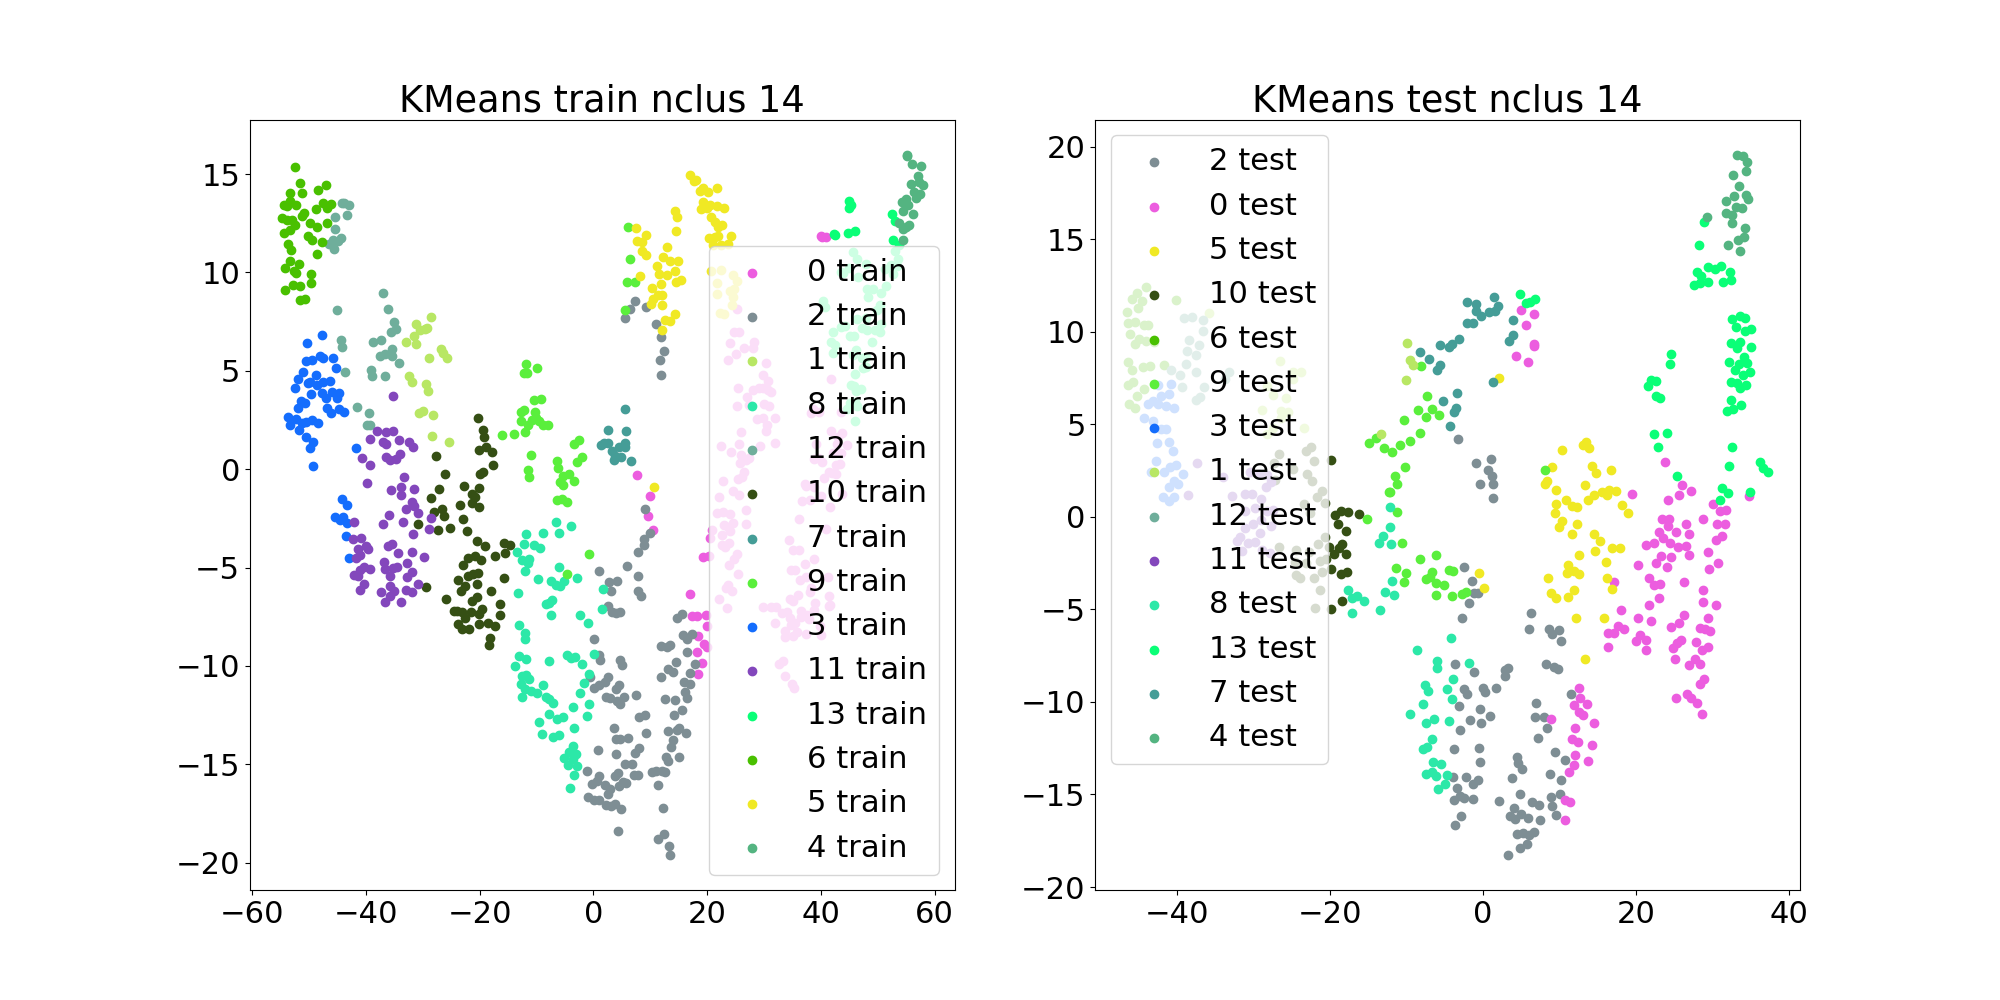 KMeans train nclus 14
15
10
5
0
−5
−10
−15
−20
−60
−40
−20
0
20
40
60
0 train
2 train
1 train
8 train
12 train
10 train
7 train
9 train
3 train
11 train
13 train
6 train
5 train
4 train
KMeans test nclus 14
20
15
10
5
0
−5
−10
−15
−20
−40
−20
0
20
40
2 test
0 test
5 test
10 test
6 test
9 test
3 test
1 test
12 test
11 test
8 test
13 test
7 test
4 test